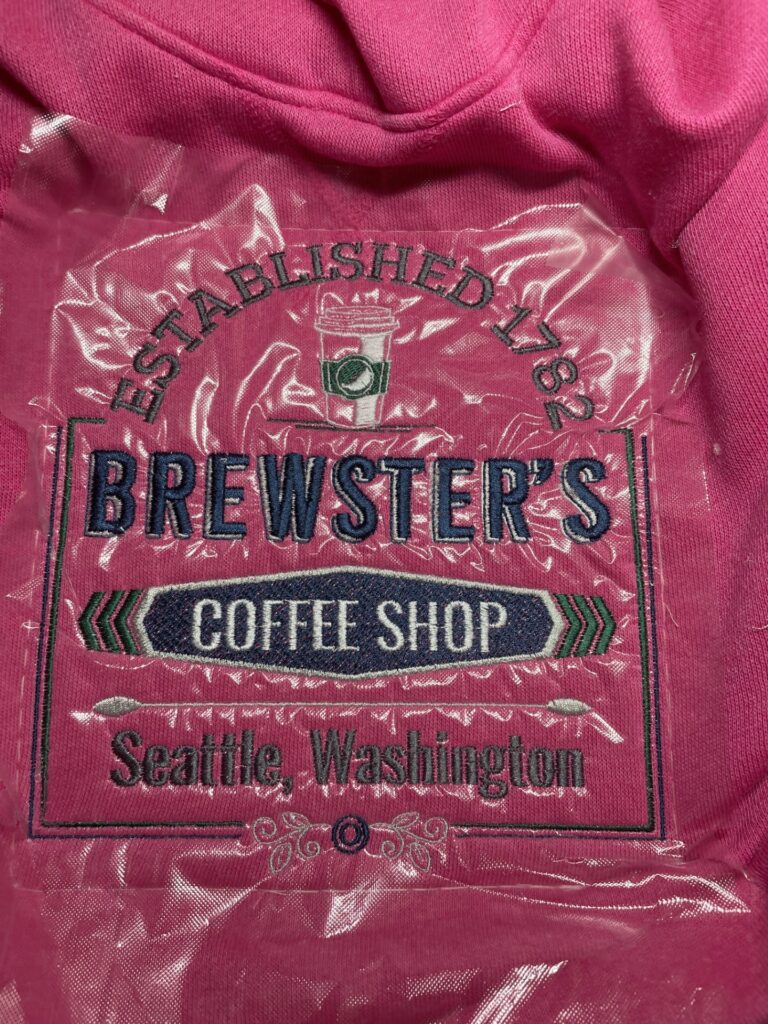 ESTABLISHED 1782
BREWSTER'S
COFFEE SHOP
Seattle, Washington